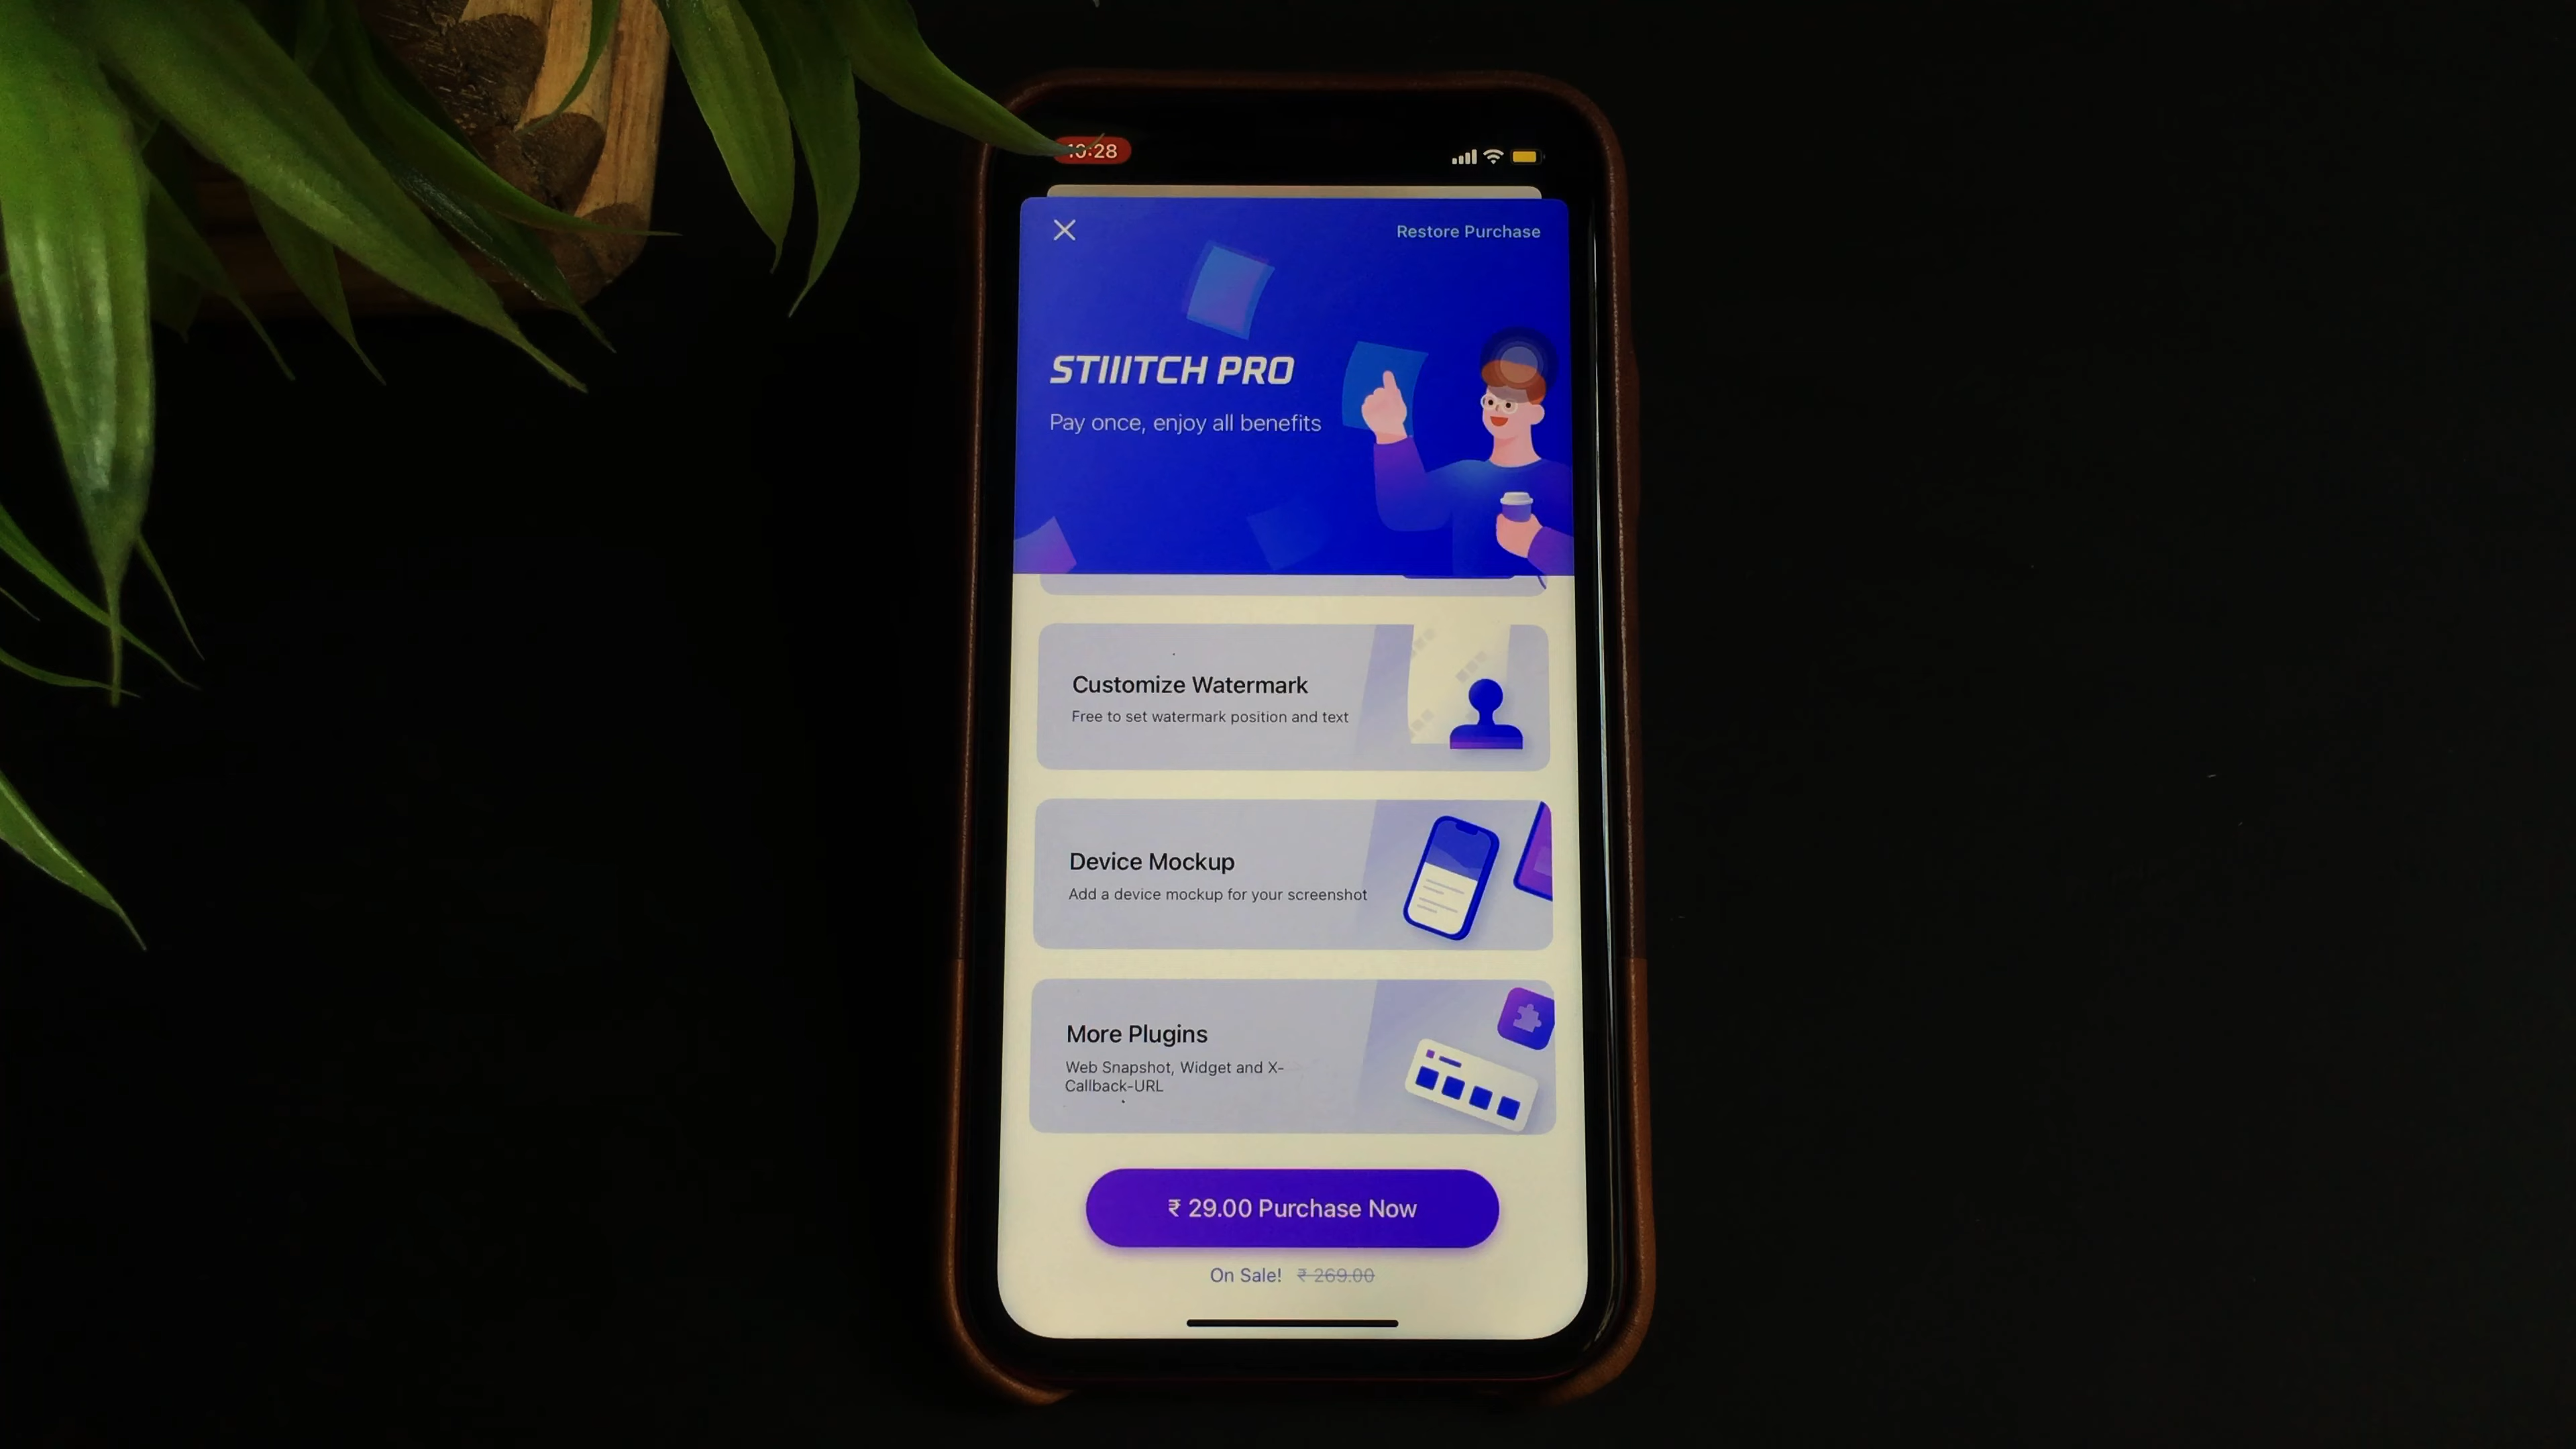 10:28
Restore Purchase
STIIITCH PRO
Pay once, enjoy all benefits
Customize Watermark
Free to set watermark position and text
Device Mockup
Add a device mockup for your screenshot
More Plugins
Web Snapshot, Widget and X-
Callback-URL
₹ 29.00 Purchase Now
On Sale! ₹ 269.00